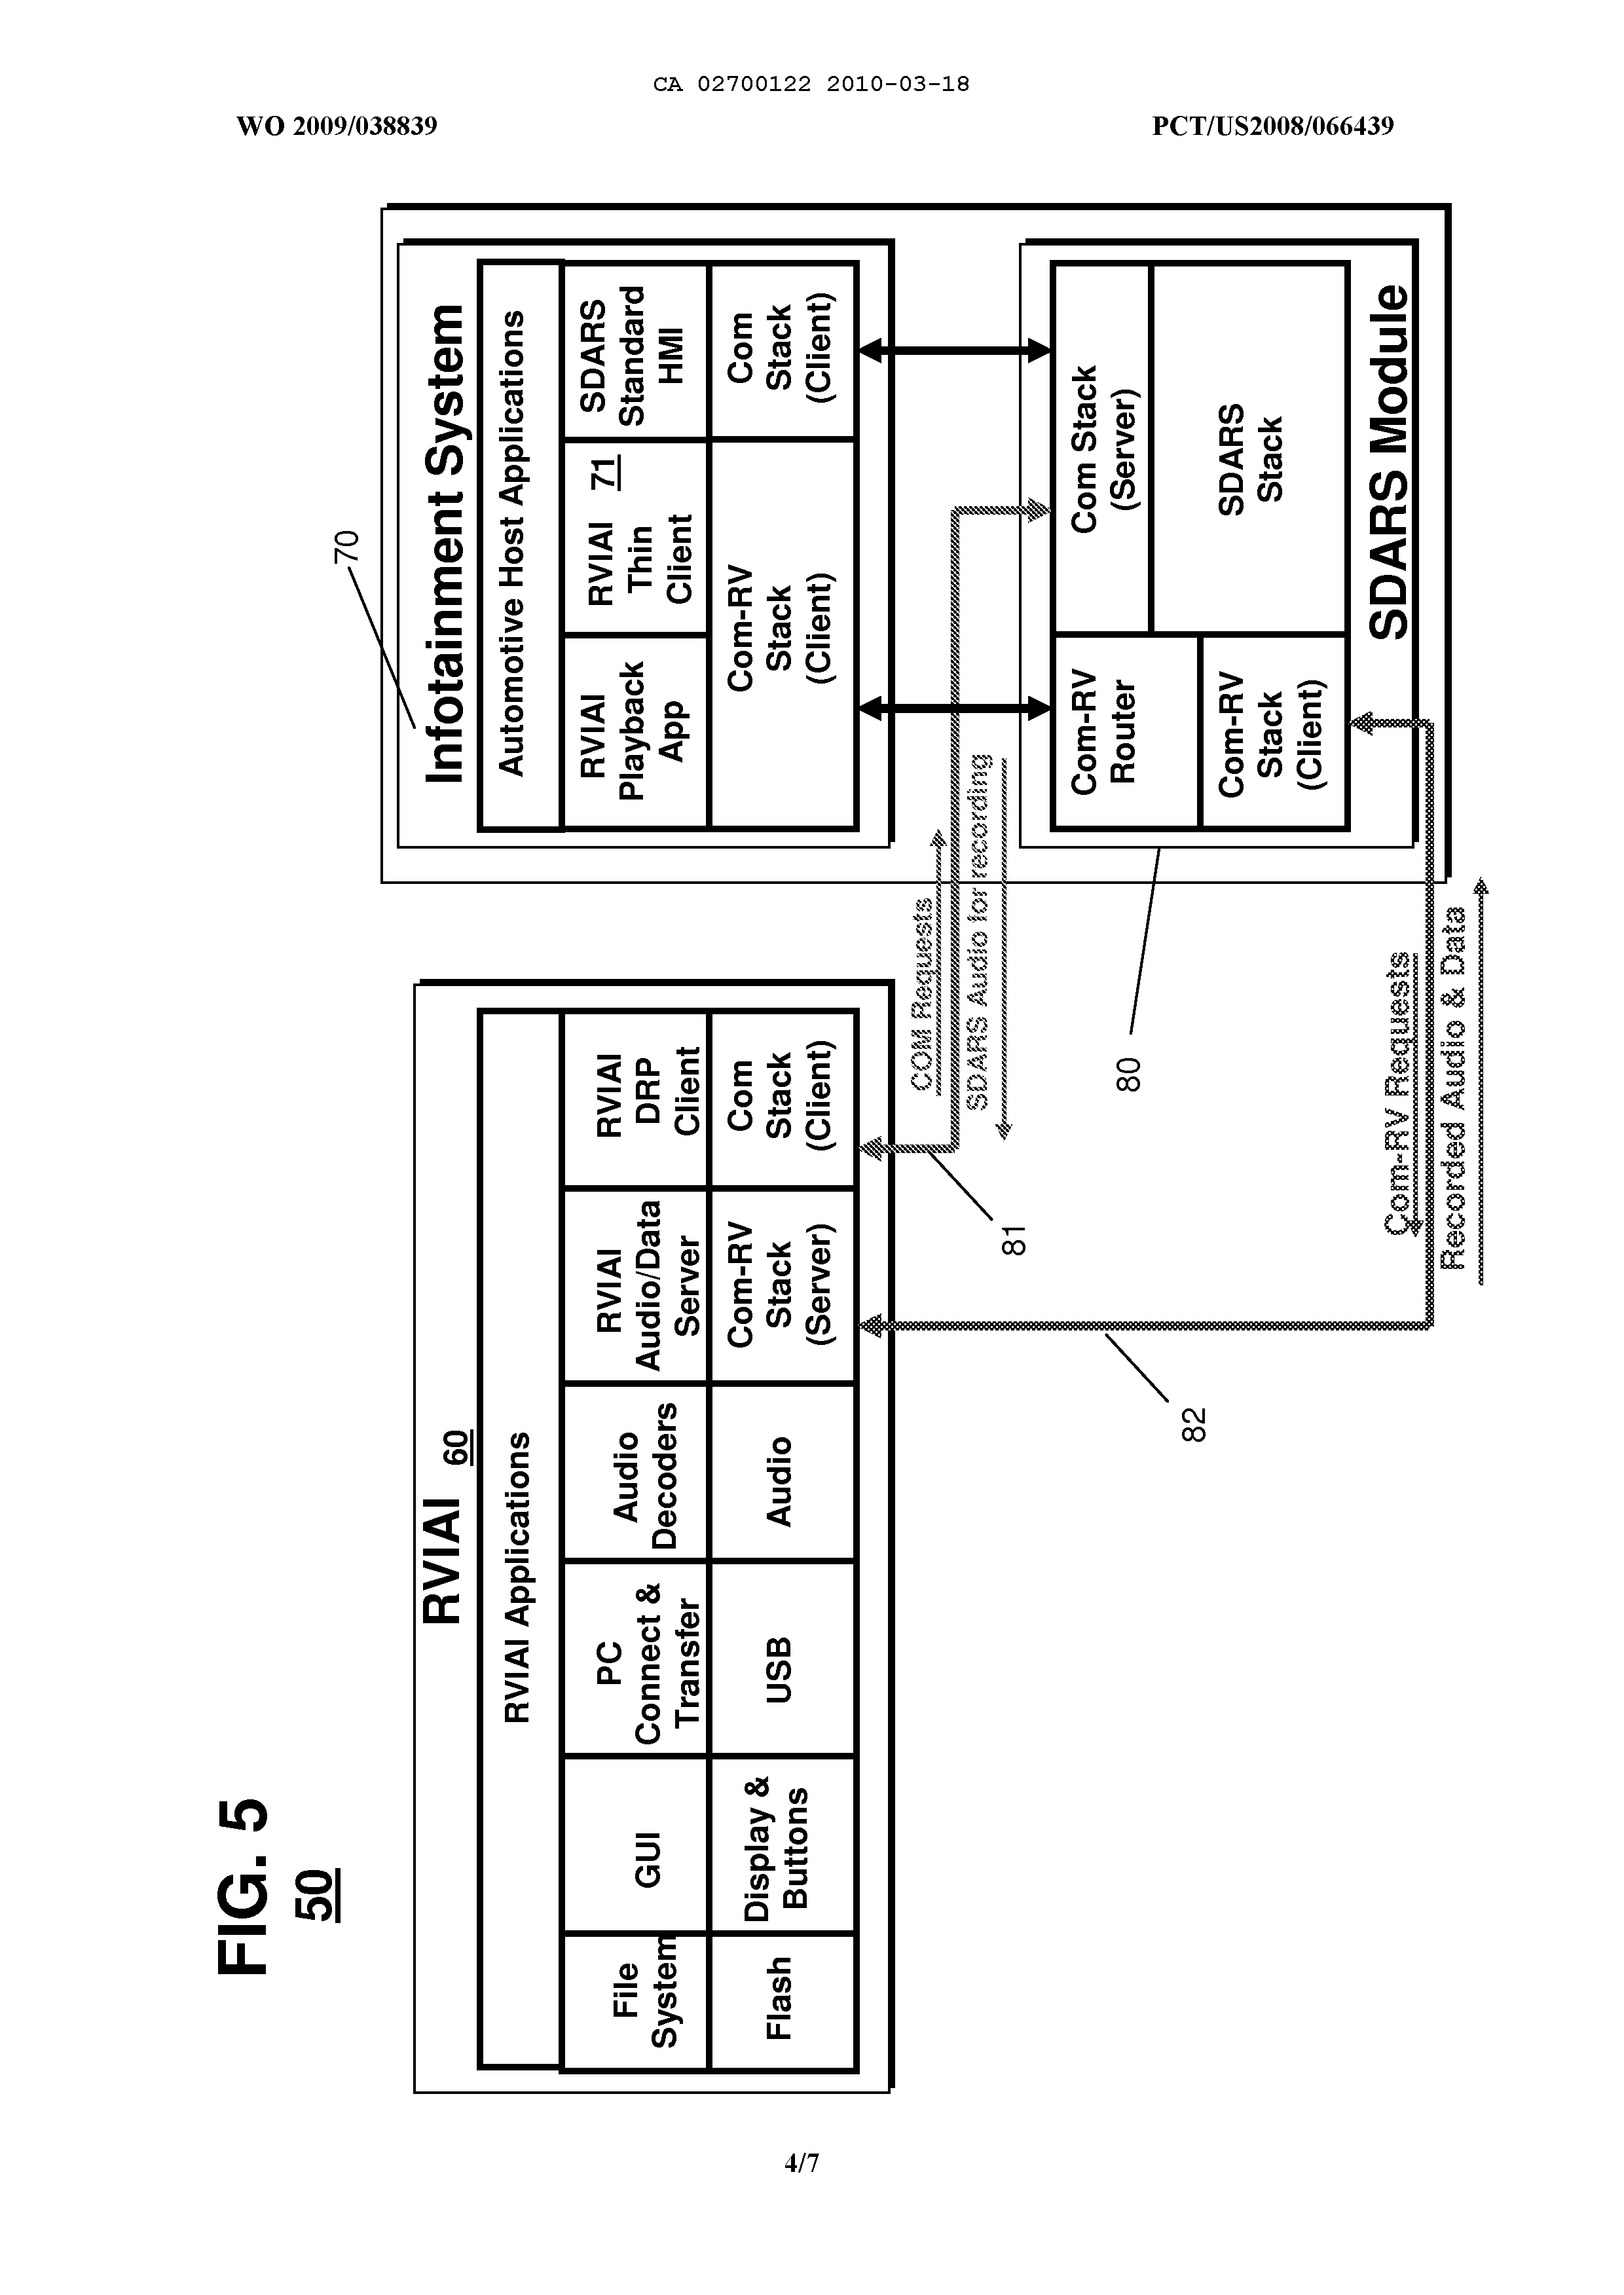 CA 02700122 2010-03-18
WO 2009/038839
PCT/US2008/066439
FIG. 5
50
RVIAI
60
RVIAI Applications
File
System
GUI
PC
Connect &
Transfer
Audio
Decoders
RVIAI
Audio/Data
Server
RVIAI
DRP
Client
Flash
Display &
Buttons
USB
Audio
Com-RV
Stack
(Server)
Com
Stack
(Client)
70
Infotainment System
Automotive Host Applications
RVIAI
Playback
App
RVIAI 71
Thin
Client
SDARS
Standard
HMI
Com-RV
Stack
(Client)
Com
Stack
(Client)
COM Requests
SDARS Audio for recording
81
82
80
Com-RV
Router
Com Stack
(Server)
Com-RV
Stack
(Client)
SDARS
Stack
SDARS Module
Com-RV Requests
Recorded Audio & Data
4/7